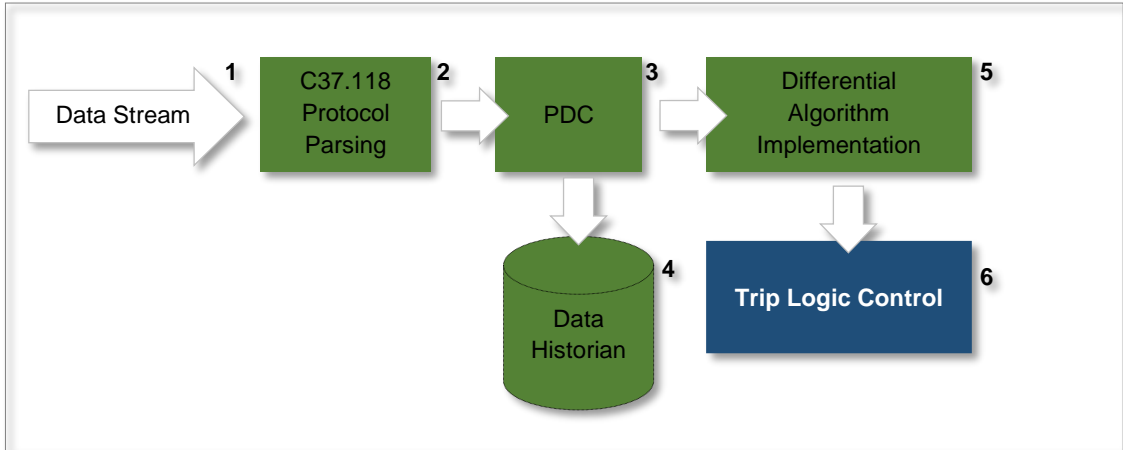 1
Data Stream
C37.118
Protocol
Parsing
2
PDC
3
Differential
Algorithm
Implementation
5
Data
Historian
4
Trip Logic Control
6